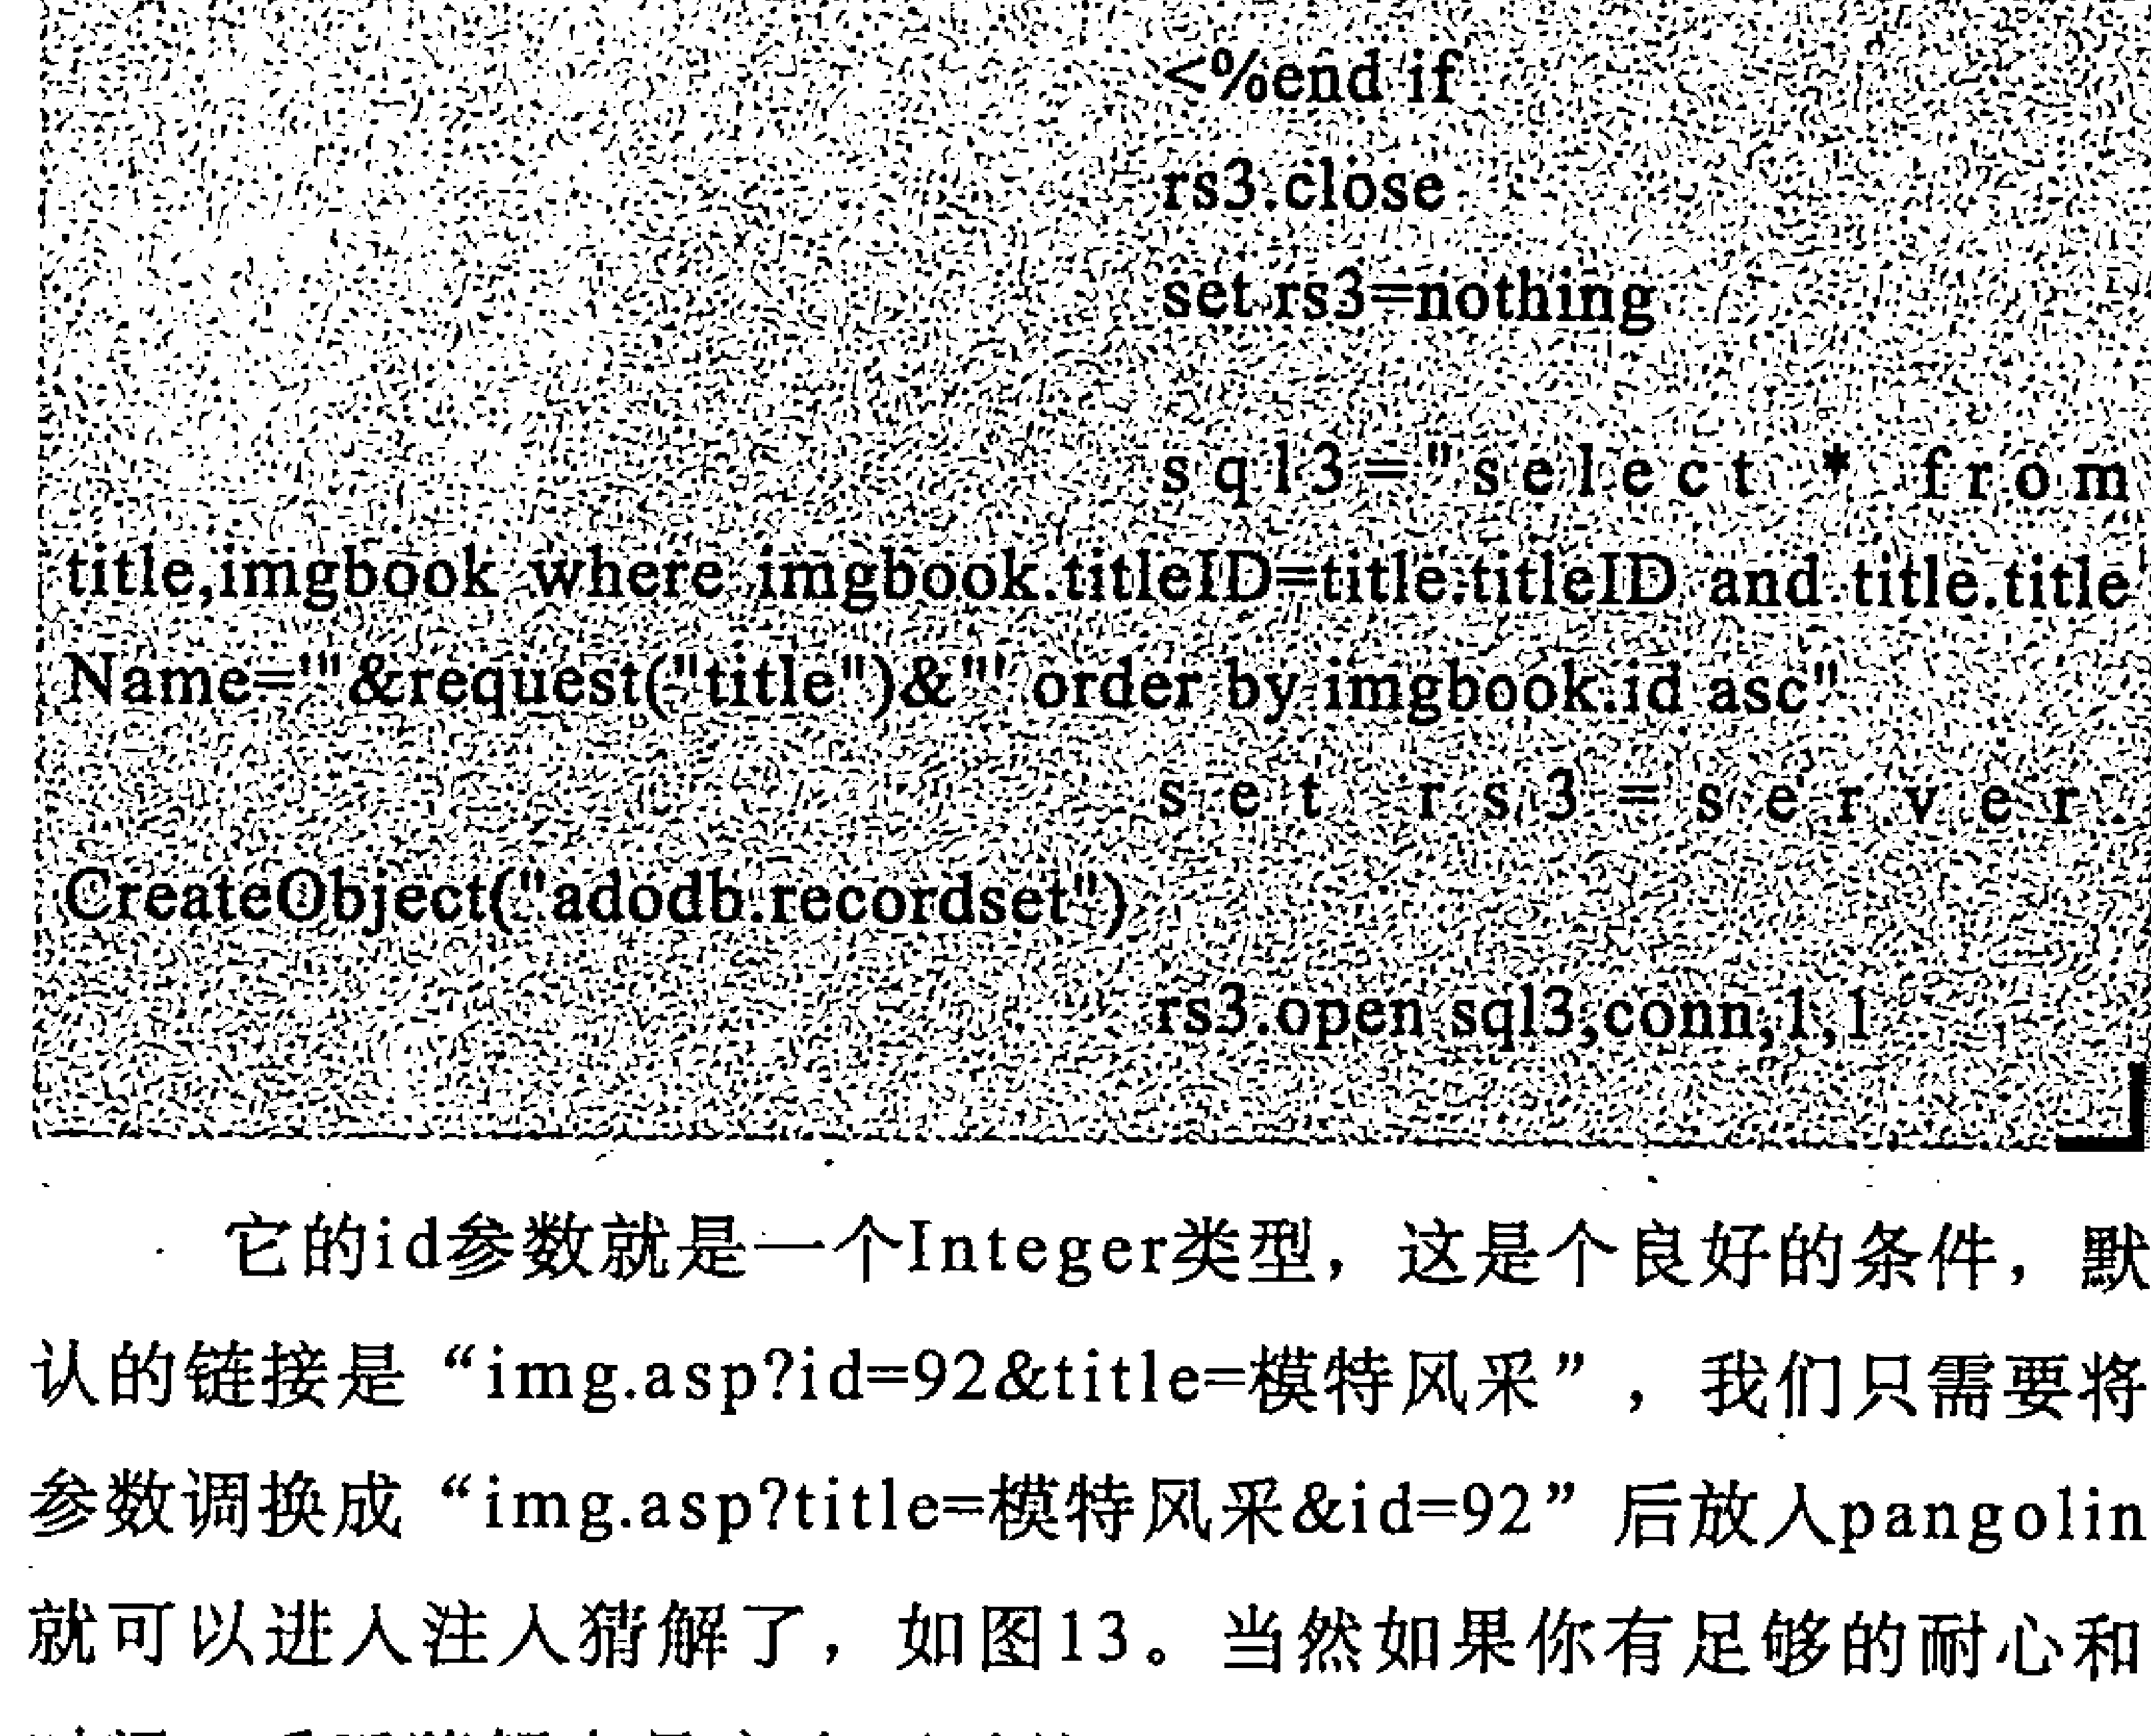 <%end if
rs3.close
set rs3=nothing
sql3="select * from
title,imgbook where imgbook.titleID=title.titleID and title.title
Name='"&request("title")&"' order by imgbook.id asc"
set rs3=server.
CreateObject("adodb.recordset")
rs3.open sql3,conn,1,1
它的id参数就是一个Integer类型，这是个良好的条件，默
认的链接是“img.asp?id=92&title=模特风采”，我们只需要将
参数调换成“img.asp?title=模特风采&id=92”后放入pangolin
就可以进入注入猜解了，如图13。当然如果你有足够的耐心和